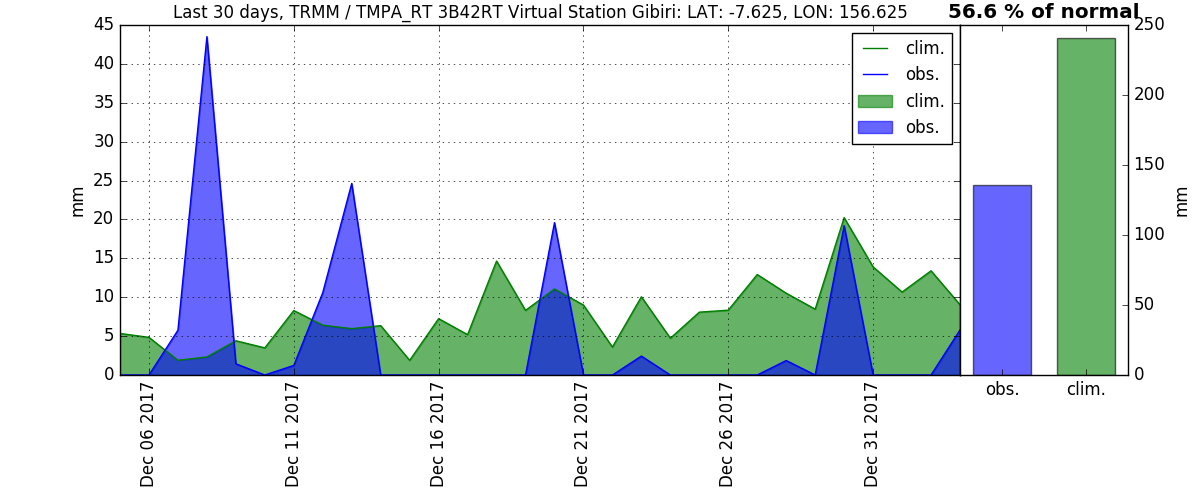 Last 30 days, TRMM / TMPA_RT 3B42RT Virtual Station Gibiri: LAT: -7.625, LON: 156.625
56.6 % of normal
45
40
35
30
25
20
15
10
5
0
mm
clim.
obs.
clim.
obs.
Dec 06 2017
Dec 11 2017
Dec 16 2017
Dec 21 2017
Dec 26 2017
Dec 31 2017
250
200
150
100
50
0
mm
obs.
clim.